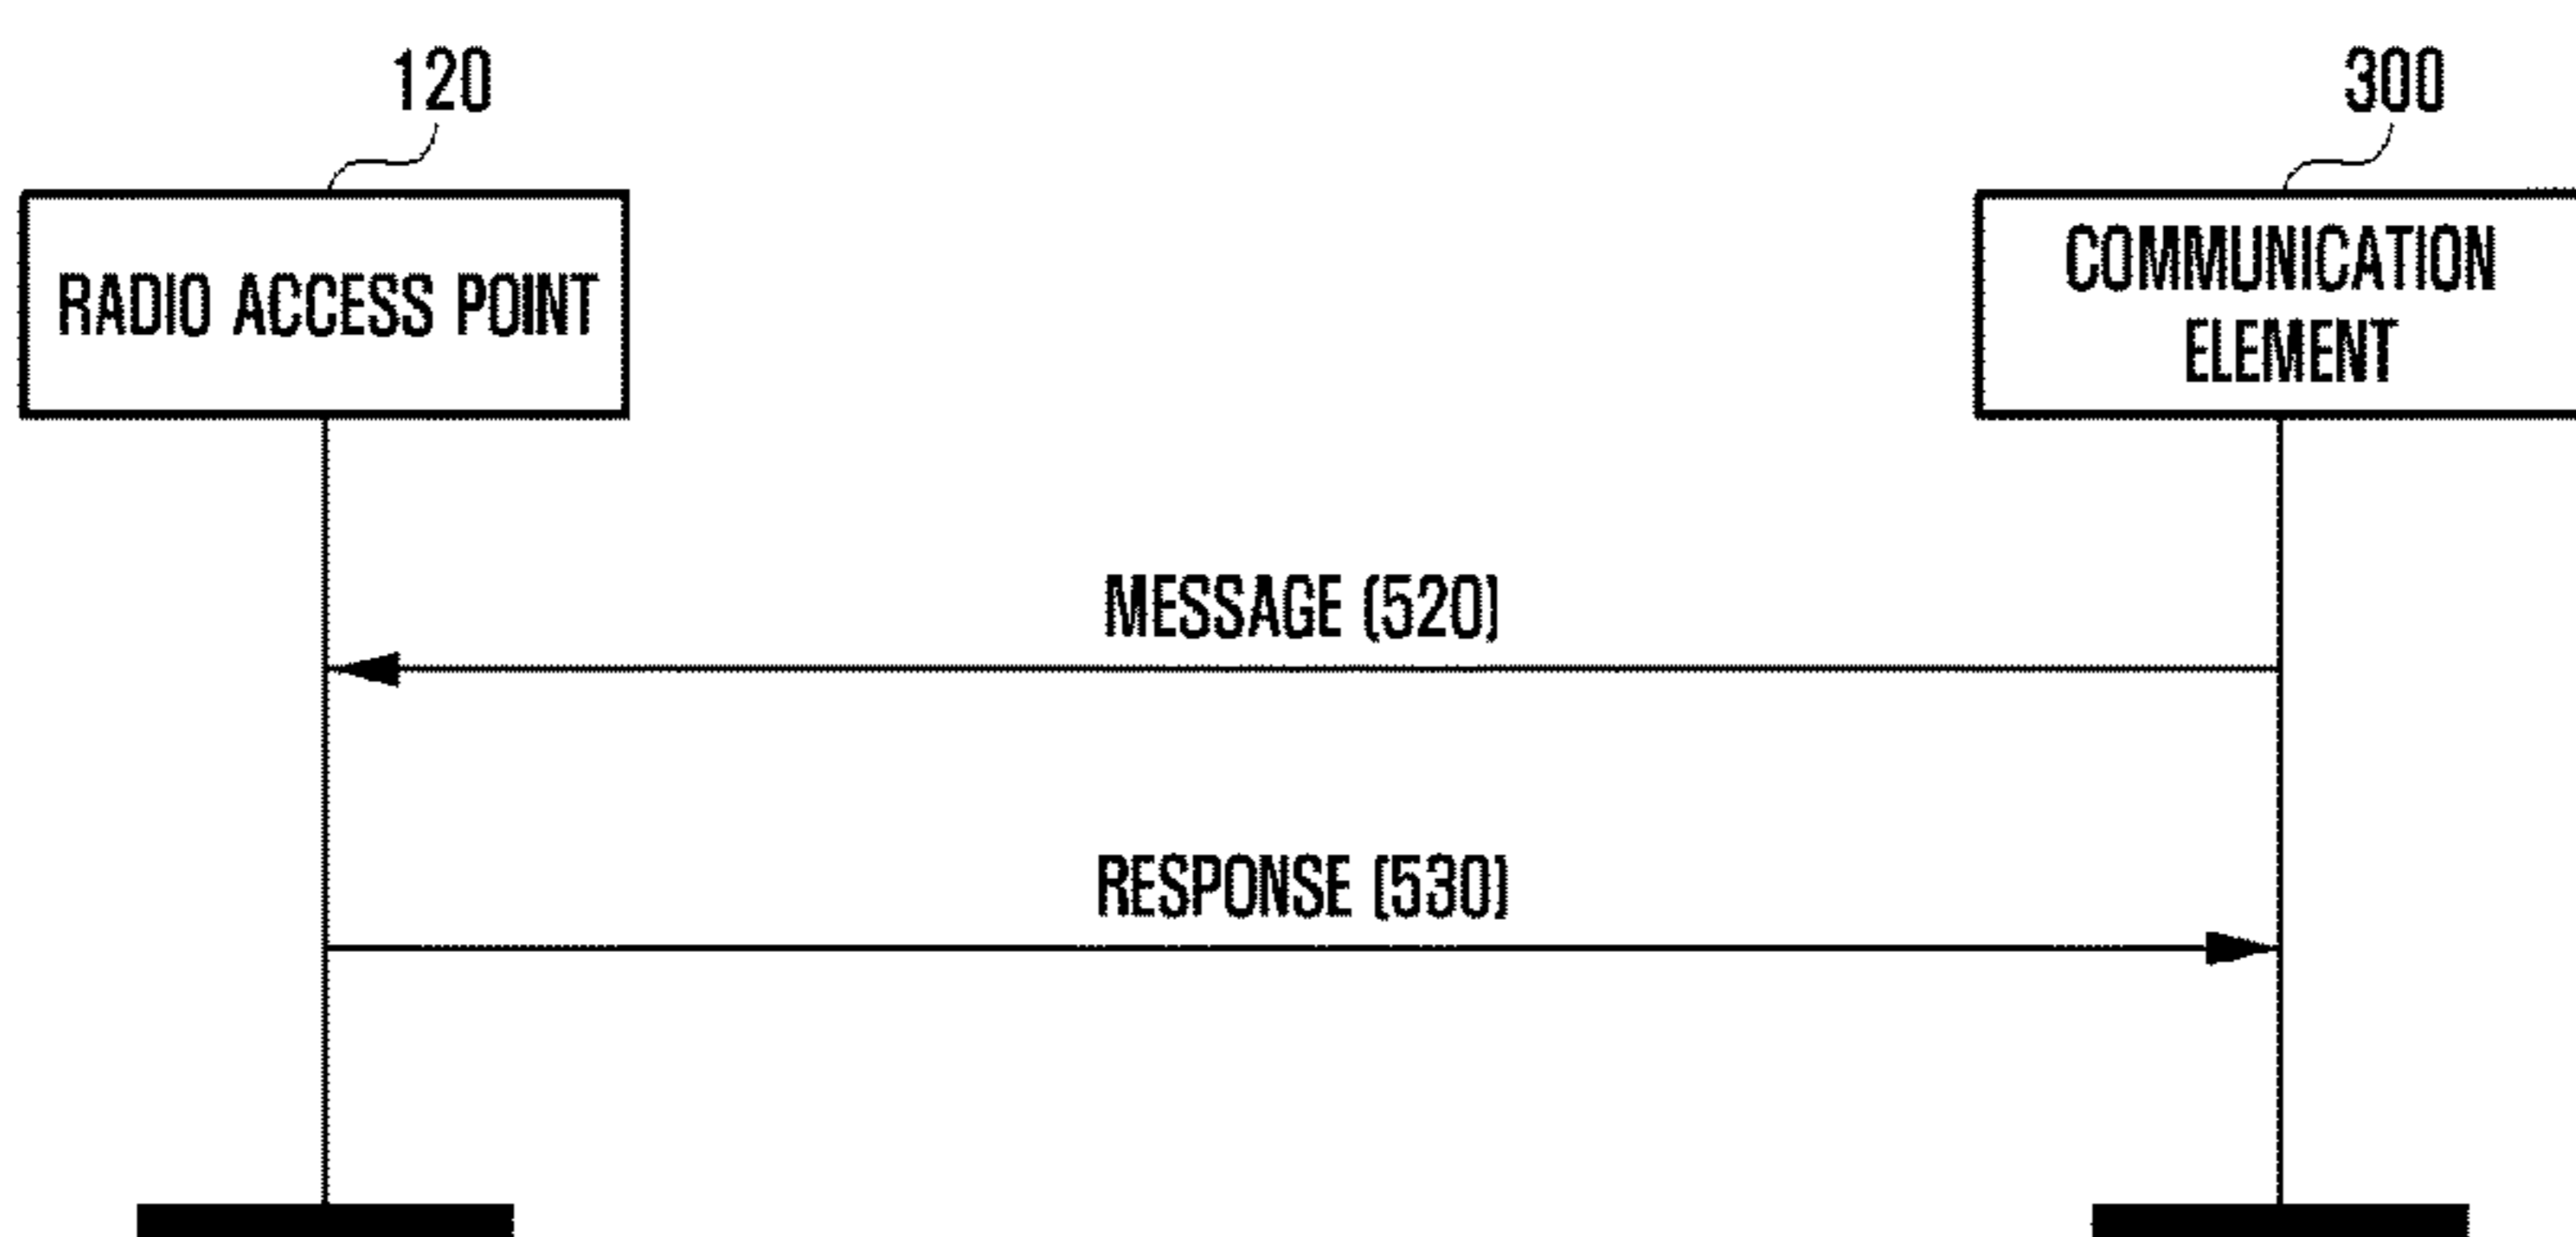 120
300
RADIO ACCESS POINT
COMMUNICATION
ELEMENT
MESSAGE (520)
RESPONSE (530)